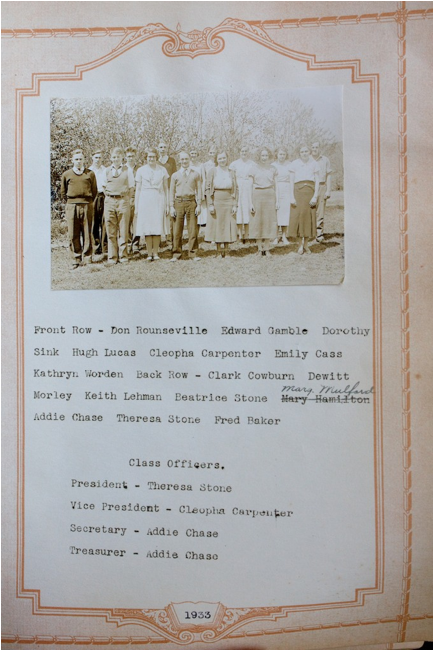 Front Row - Don Rounseville Edward Gamble Dorothy
Sink Hugh Lucas Cleopha Carpenter Emily Cass
Kathryn Worden Back Row - Clark Cowburn Dewitt
Mary Mulford
Morley Keith Lehman Beatrice Stone Mary Hamilton
Addie Chase Theresa Stone Fred Baker
Class Officers.
President - Theresa Stone
Vice President - Cleopha Carpenter
Secretary - Addie Chase
Treasurer - Addie Chase
1933